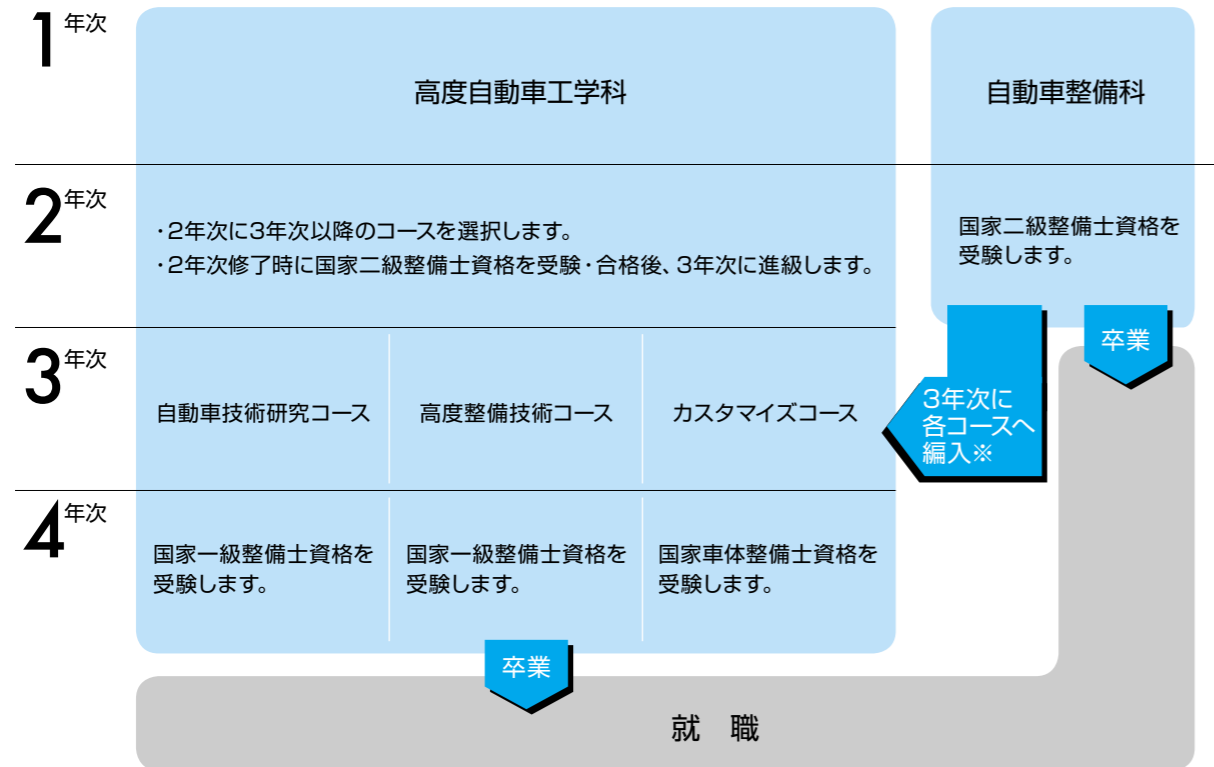 1年次
高度自動車工学科
自動車整備科
2年次
・2年次に3年次以降のコースを選択します。
・2年次修了時に国家二級整備士資格を受験・合格後、3年次に進級します。
国家二級整備士資格を
受験します。
卒業
3年次
自動車技術研究コース
高度整備技術コース
カスタマイズコース
3年次に
各コースへ
編入※
4年次
国家一級整備士資格を
受験します。
国家一級整備士資格を
受験します。
国家車体整備士資格を
受験します。
卒業
就 職